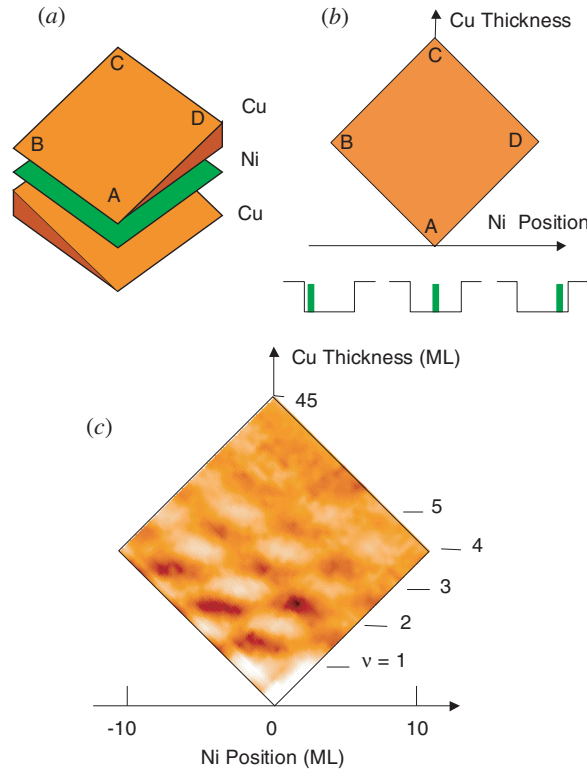 (a)
C
B
D
A
Cu
Ni
Cu
(b)
Cu Thickness
C
B
D
A
Ni Position
(c)
Cu Thickness (ML)
45
5
4
3
2
ν = 1
-10
0
10
Ni Position (ML)